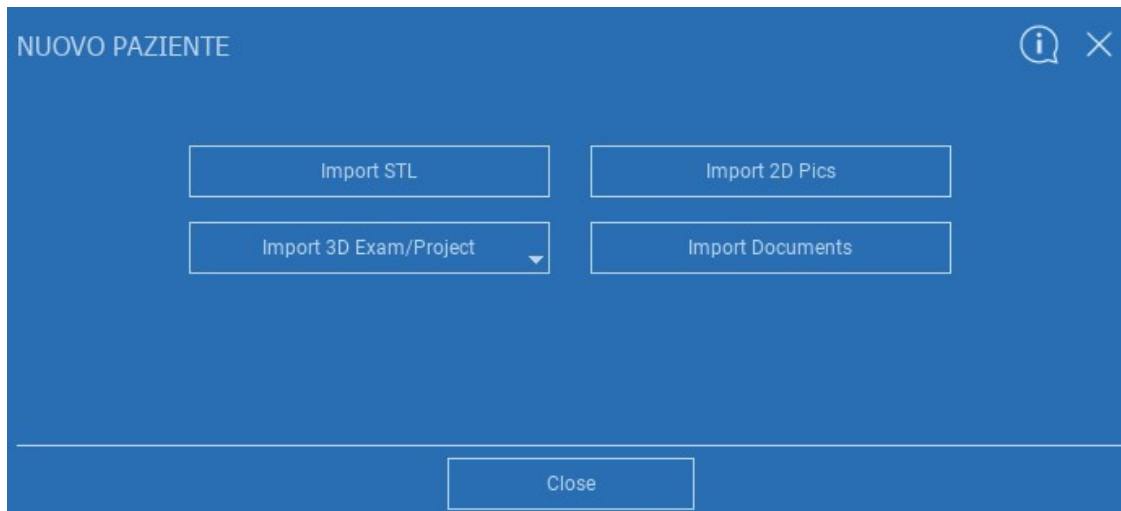 NUOVO PAZIENTE
Import STL
Import 2D Pics
Import 3D Exam/Project
Import Documents
Close